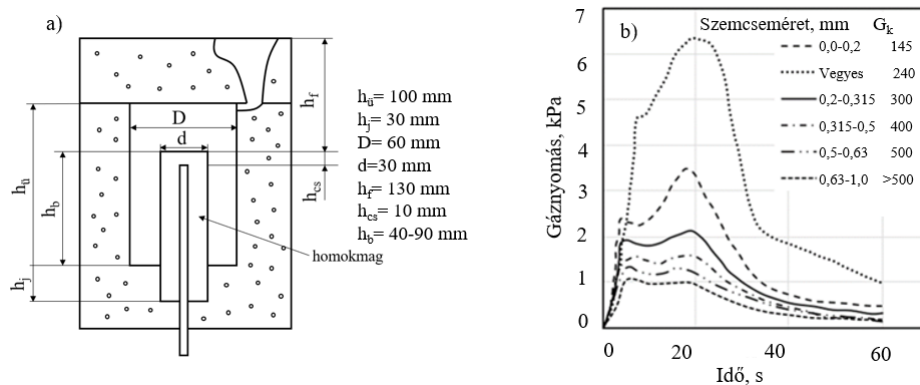 a)
D
d
hü
hb
hj
hf
hcs
homokmag
hü= 100 mm
hj= 30 mm
D= 60 mm
d=30 mm
hf= 130 mm
hcs= 10 mm
hb= 40-90 mm
b)
Szemcseméret, mm Gk
0,0-0,2 145
Vegyes 240
0,2-0,315 300
0,315-0,5 400
0,5-0,63 500
0,63-1,0 >500
Gáznyomás, kPa
6
5
4
3
2
1
0
0 20 40 60
Idő, s